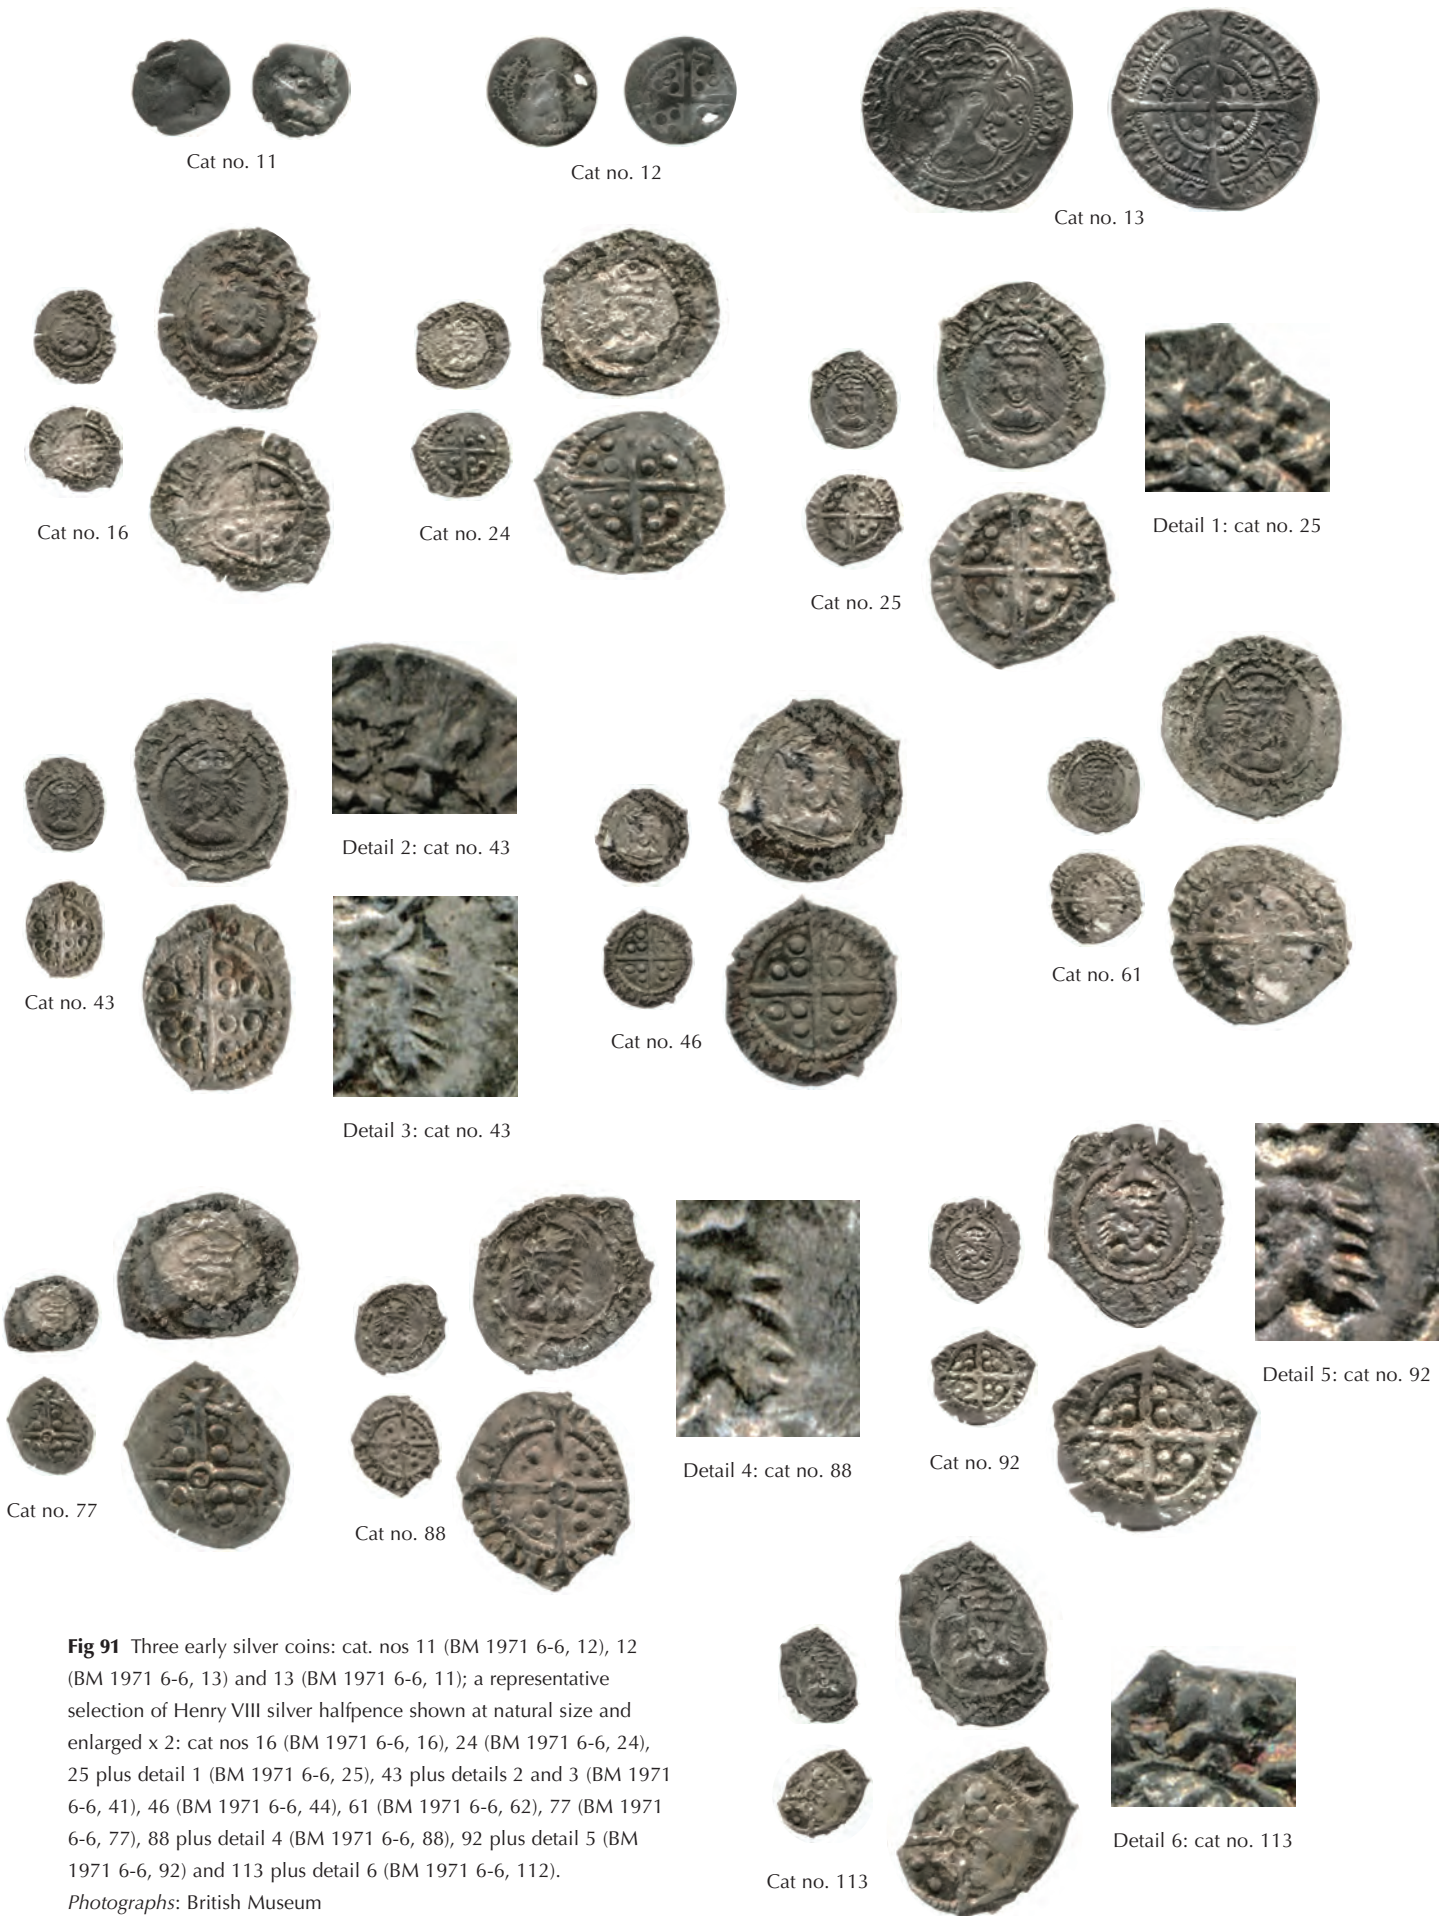 Cat no. 11
Cat no. 12
Cat no. 13
Cat no. 16
Cat no. 24
Cat no. 25
Detail 1: cat no. 25
Detail 2: cat no. 43
Cat no. 43
Cat no. 46
Cat no. 61
Detail 3: cat no. 43
Cat no. 77
Cat no. 88
Detail 4: cat no. 88
Cat no. 92
Detail 5: cat no. 92
Fig 91 Three early silver coins: cat. nos 11 (BM 1971 6-6, 12), 12
(BM 1971 6-6, 13) and 13 (BM 1971 6-6, 11); a representative
selection of Henry VIII silver halfpence shown at natural size and
enlarged x 2: cat nos 16 (BM 1971 6-6, 16), 24 (BM 1971 6-6, 24),
25 plus detail 1 (BM 1971 6-6, 25), 43 plus details 2 and 3 (BM 1971
6-6, 41), 46 (BM 1971 6-6, 44), 61 (BM 1971 6-6, 62), 77 (BM 1971
6-6, 77), 88 plus detail 4 (BM 1971 6-6, 88), 92 plus detail 5 (BM
1971 6-6, 92) and 113 plus detail 6 (BM 1971 6-6, 112).
Photographs: British Museum
Cat no. 113
Detail 6: cat no. 113